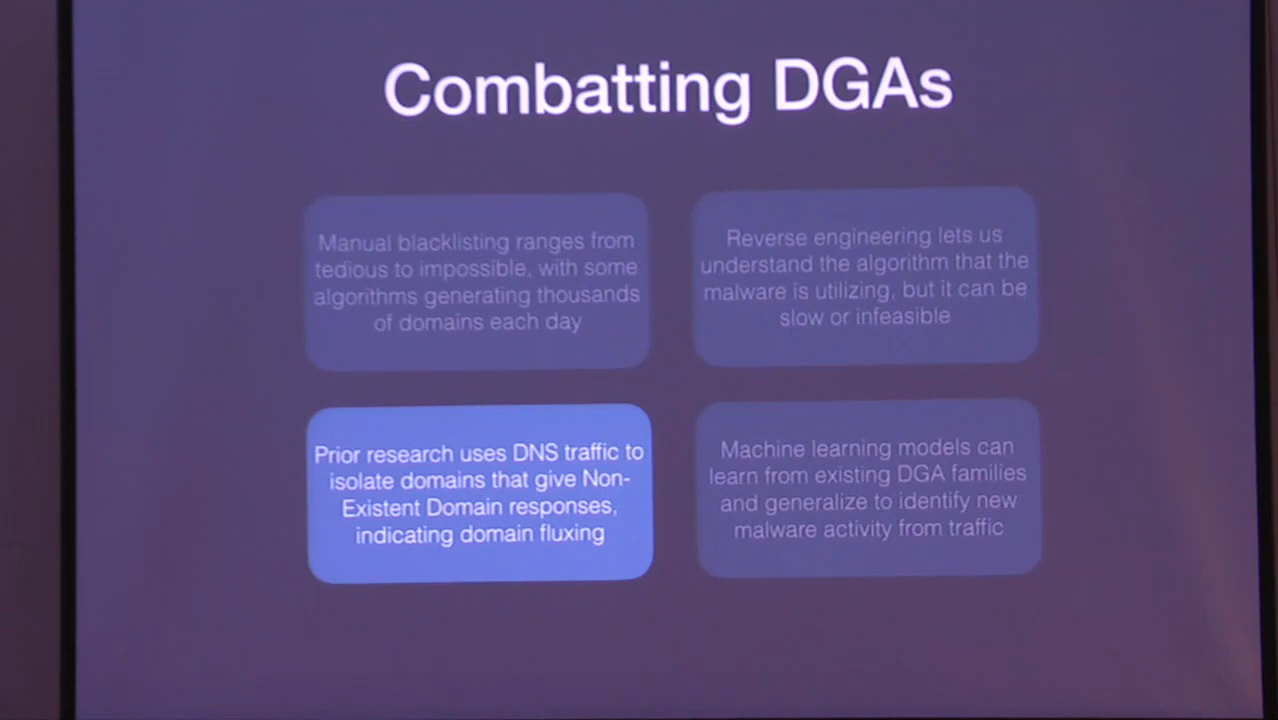 Combatting DGAs
Manual blacklisting ranges from
tedious to impossible, with some
algorithms generating thousands
of domains each day
Reverse engineering lets us
understand the algorithm that the
malware is utilizing, but it can be
slow or infeasible
Prior research uses DNS traffic to
isolate domains that give Non-
Existent Domain responses,
indicating domain fluxing
Machine learning models can
learn from existing DGA families
and generalize to identify new
malware activity from traffic